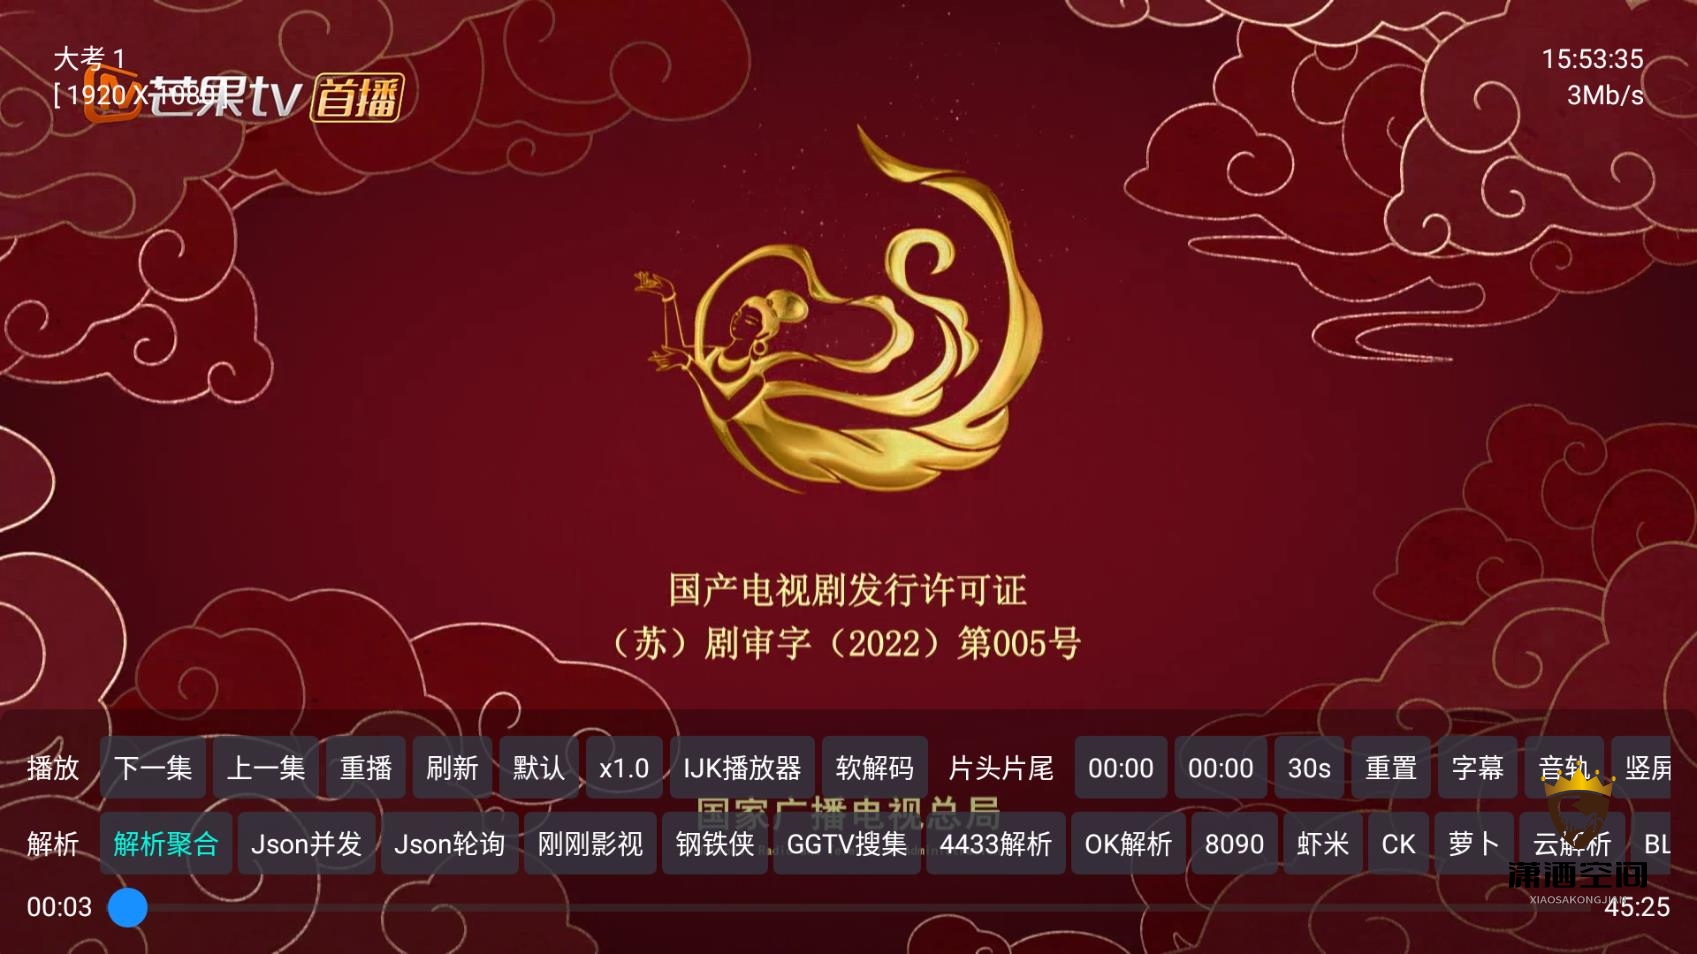 大考 1
15:53:35
[ 1920 X 1080 ]
芒果tv 首播
3Mb/s
国产电视剧发行许可证
（苏）剧审字（2022）第005号
播放 下一集 上一集 重播 刷新 默认 x1.0 IJK播放器 软解码 片头片尾 00:00 00:00 30s 重置 字幕 音轨 竖屏
国家广播电视总局
解析 解析聚合 Json并发 Json轮询 刚刚影视 钢铁侠 GGTV搜集 4433解析 OK解析 8090 虾米 CK 萝卜 云解析 BL
潇洒空间
XIAOSAKONGJIAN
00:03 45:25